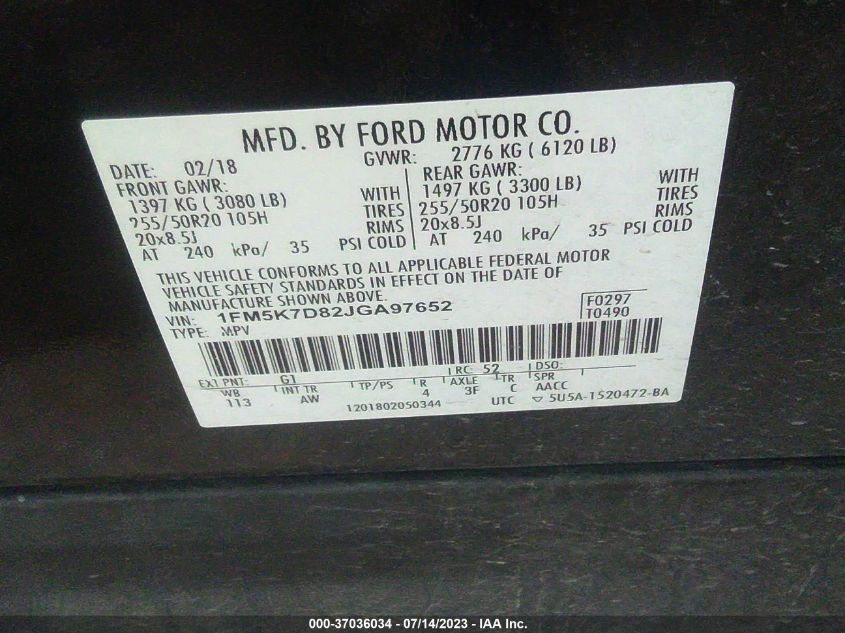 MFD. BY FORD MOTOR CO.
DATE: 02/18 GVWR: 2776 KG ( 6120 LB)
FRONT GAWR: REAR GAWR:
1397 KG ( 3080 LB) WITH 1497 KG ( 3300 LB) WITH
255/50R20 105H TIRES 255/50R20 105H TIRES
20x8.5J RIMS 20x8.5J RIMS
AT 240 kPa/ 35 PSI COLD AT 240 kPa/ 35 PSI COLD
THIS VEHICLE CONFORMS TO ALL APPLICABLE FEDERAL MOTOR
VEHICLE SAFETY STANDARDS IN EFFECT ON THE DATE OF
MANUFACTURE SHOWN ABOVE.
VIN: 1FM5K7D82JGA97652 F0297
TYPE: MPV T0490
EXT PNT: G1 RC: 52 DSO:
WB INT TR TP/PS R AXLE TR SPR
113 AW 4 3F C AACC
1201802050344 UTC ▽ 5U5A-1520472-BA
000-37036034 - 07/14/2023 - IAA Inc.